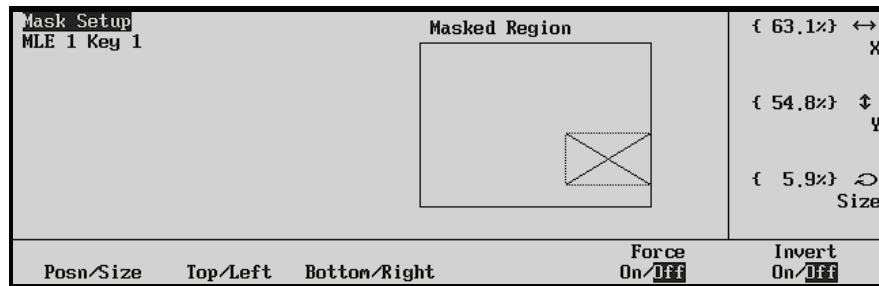 Mask Setup
MLE 1 Key 1
Masked Region
{ 63.1%} ↔
X
{ 54.8%} ↕
Y
{ 5.9%}
Size
Posn/Size Top/Left Bottom/Right
Force
On/Off
Invert
On/Off